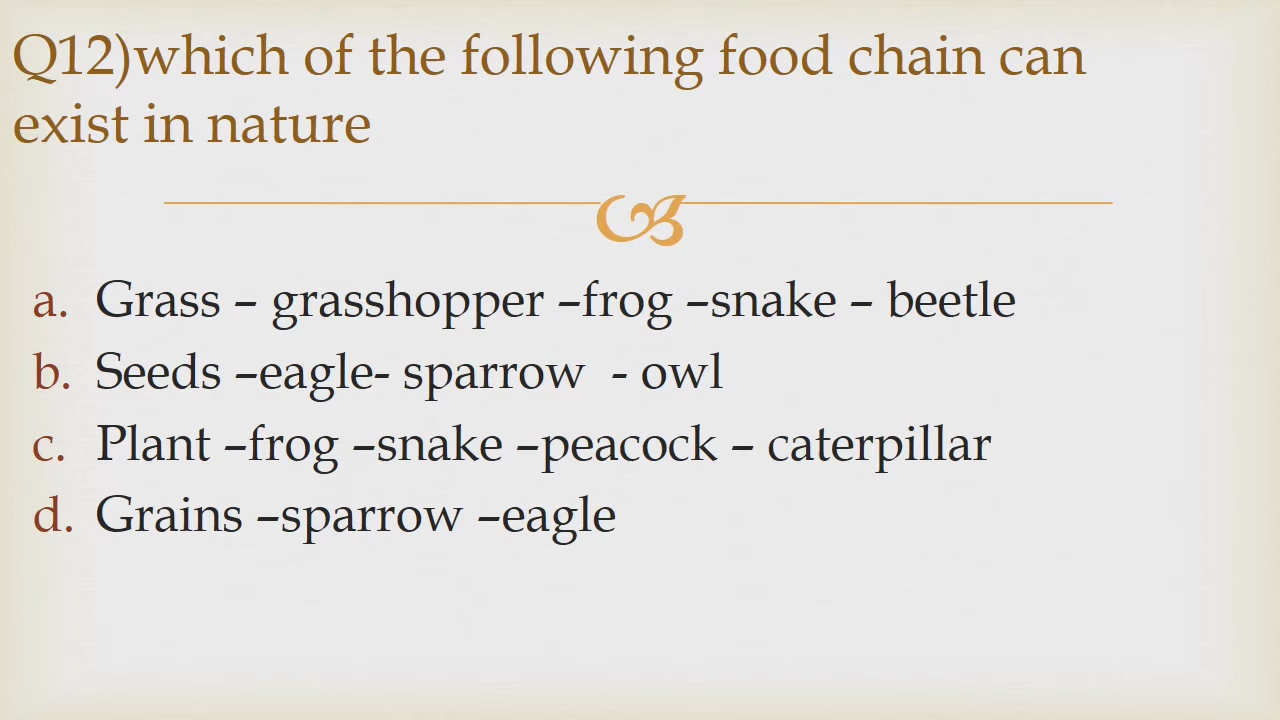 Q12)which of the following food chain can
exist in nature
a. Grass – grasshopper –frog –snake – beetle
b. Seeds –eagle- sparrow  - owl
c. Plant –frog –snake –peacock – caterpillar
d. Grains –sparrow –eagle